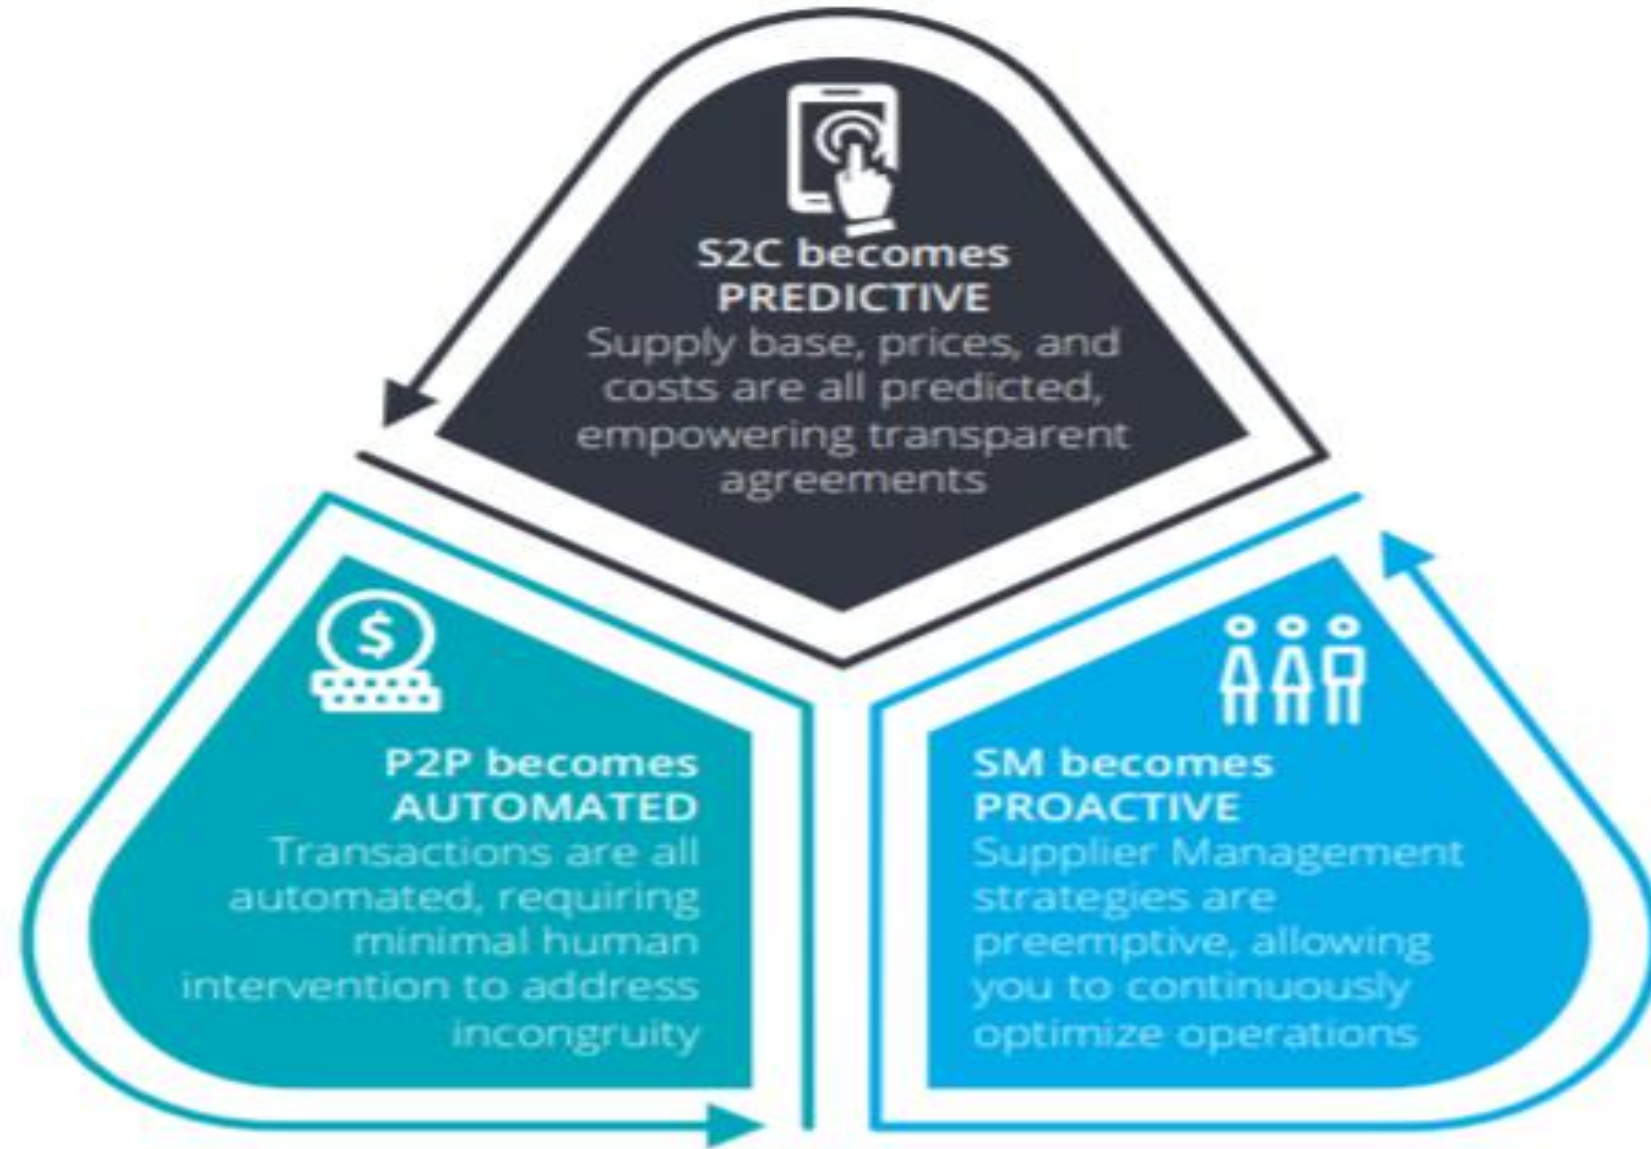 S2C becomes
PREDICTIVE
Supply base, prices, and
costs are all predicted,
empowering transparent
agreements
$
P2P becomes
AUTOMATED
Transactions are all
automated, requiring
minimal human
intervention to address
incongruity
SM becomes
PROACTIVE
Supplier Management
strategies are
preemptive, allowing
you to continuously
optimize operations